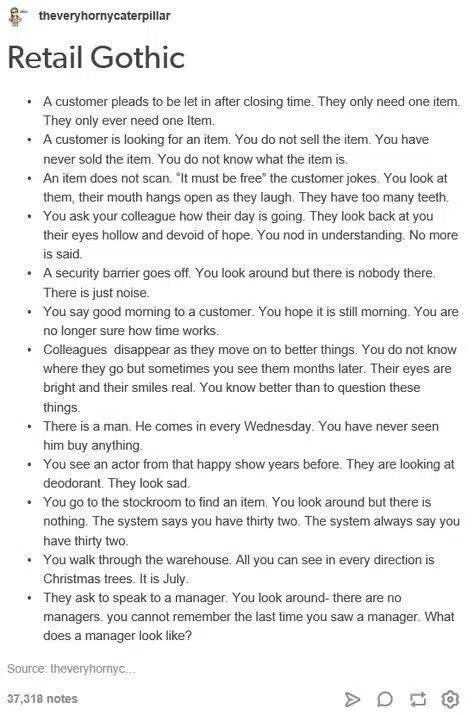 theveryhornycaterpillar
Retail Gothic
• A customer pleads to be let in after closing time. They only need one item.
They only ever need one Item.
• A customer is looking for an item. You do not sell the item. You have
never sold the item. You do not know what the item is.
• An item does not scan. “It must be free” the customer jokes. You look at
them, their mouth hangs open as they laugh. They have too many teeth.
• You ask your colleague how their day is going. They look back at you
their eyes hollow and devoid of hope. You nod in understanding. No more
is said.
• A security barrier goes off. You look around but there is nobody there.
There is just noise.
• You say good morning to a customer. You hope it is still morning. You are
no longer sure how time works.
• Colleagues  disappear as they move on to better things. You do not know
where they go but sometimes you see them months later. Their eyes are
bright and their smiles real. You know better than to question these
things.
• There is a man. He comes in every Wednesday. You have never seen
him buy anything.
• You see an actor from that happy show years before. They are looking at
deodorant. They look sad.
• You go to the stockroom to find an item. You look around but there is
nothing. The system says you have thirty two. The system always say you
have thirty two.
• You walk through the warehouse. All you can see in every direction is
Christmas trees. It is July.
• They ask to speak to a manager. You look around- there are no
managers. you cannot remember the last time you saw a manager. What
does a manager look like?
Source: theveryhornyc...
37,318 notes